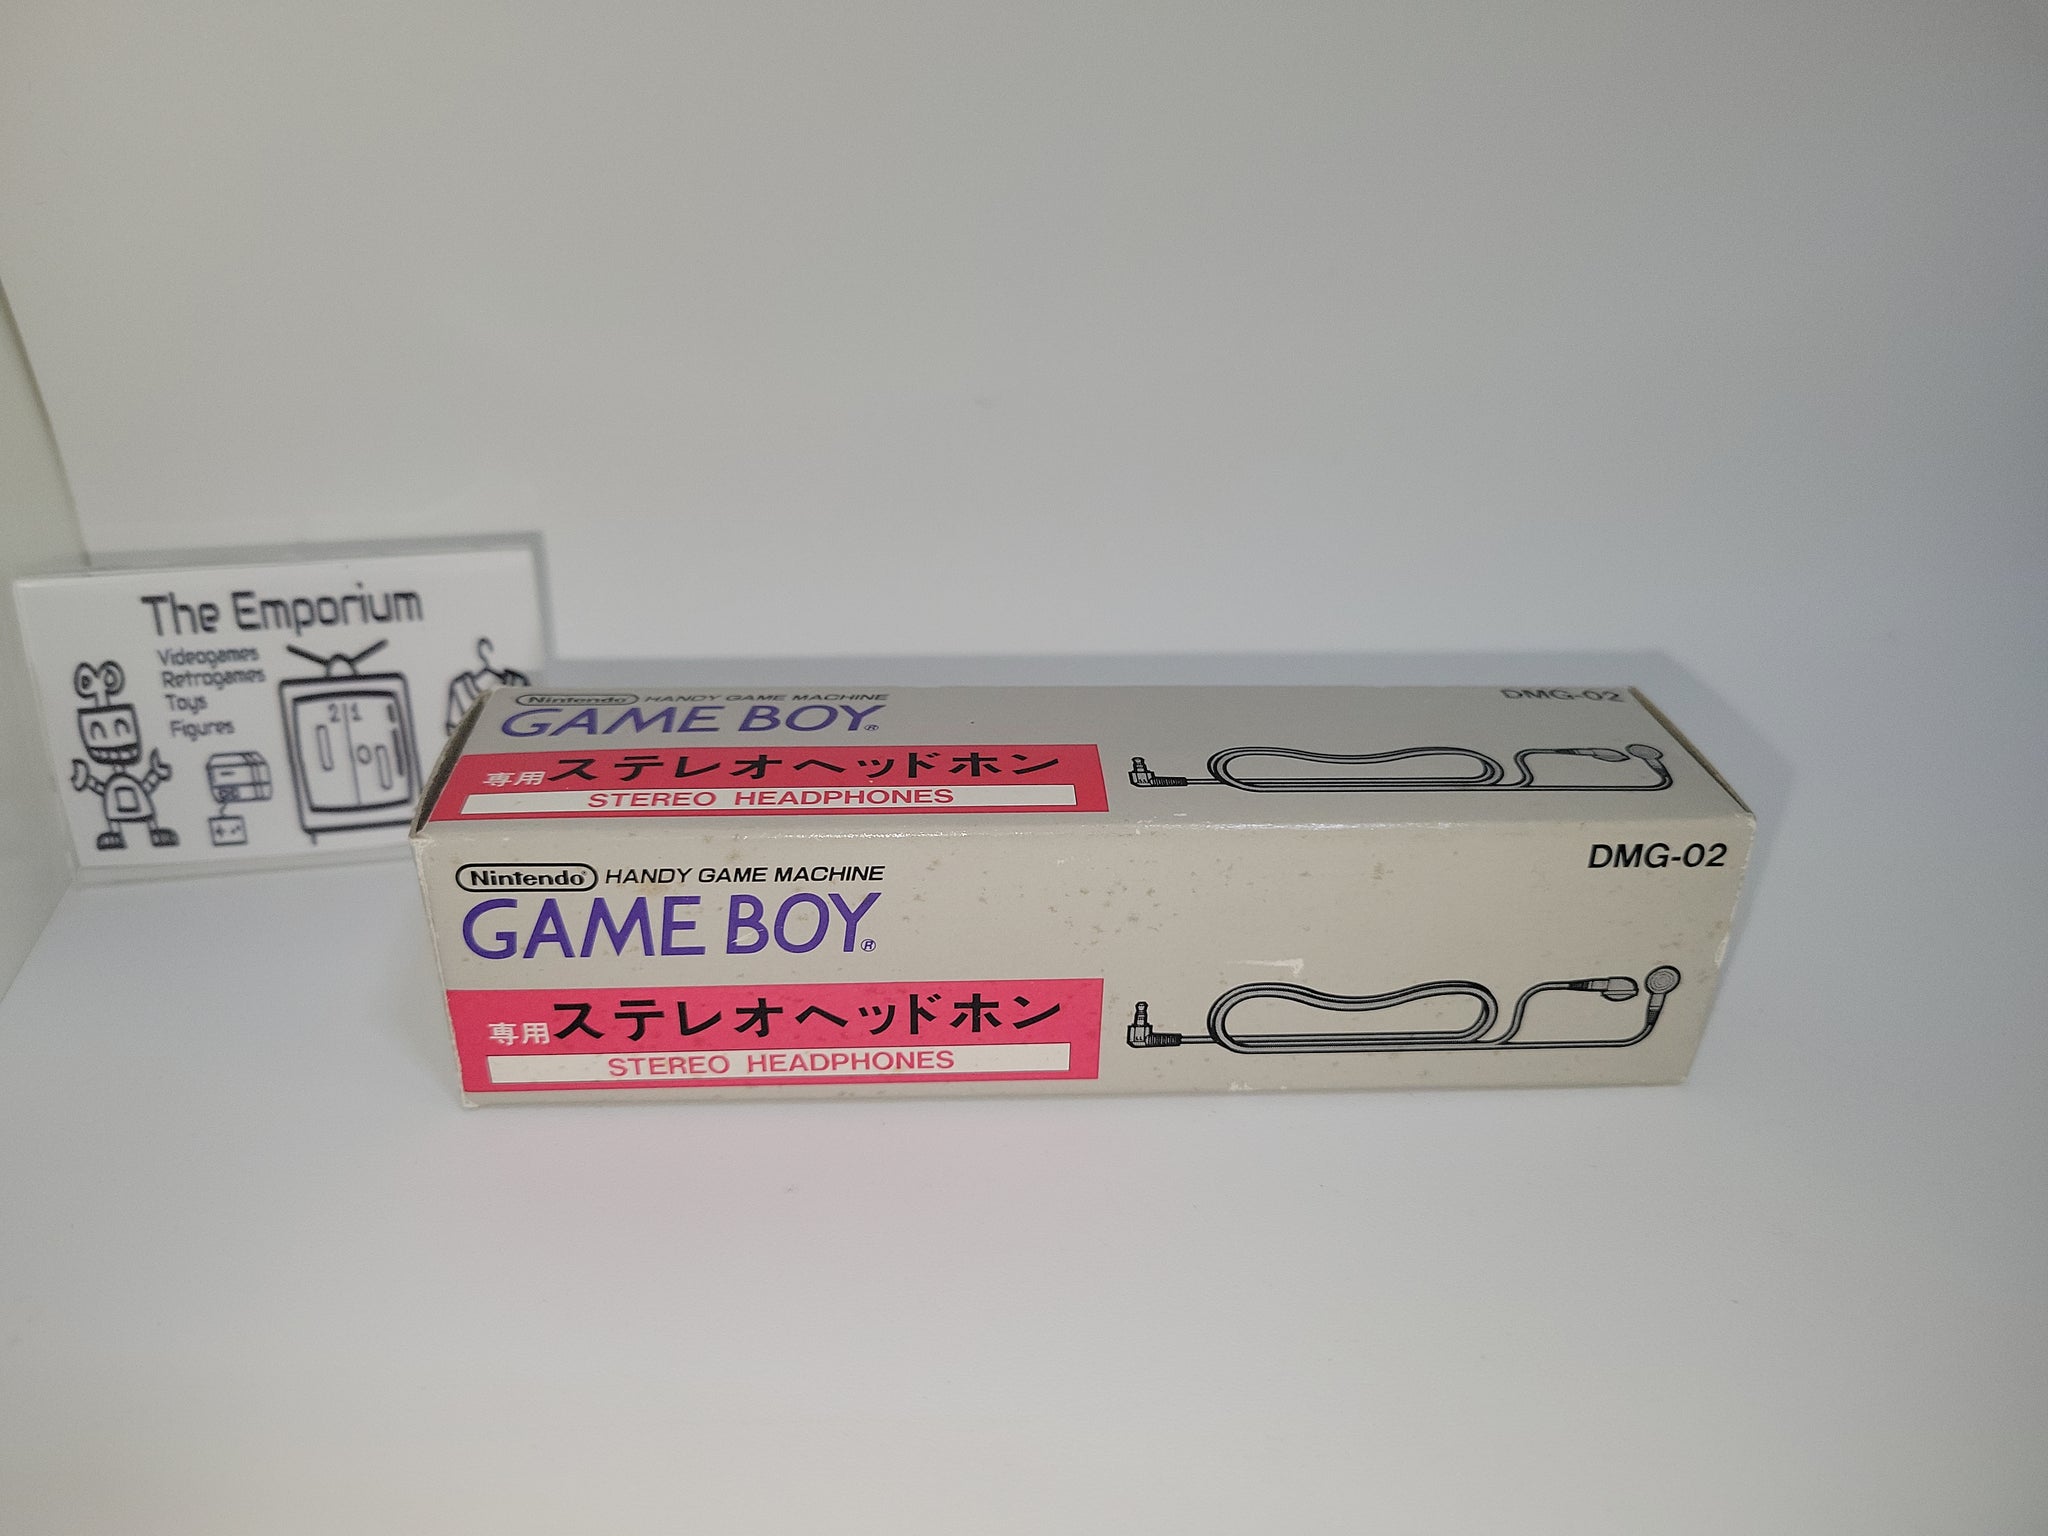 The Emporium
Videogames
Retrogames
Toys
Figures
2 1
Nintendo HANDY GAME MACHINE
GAME BOY®
DMG-02
専用ステレオヘッドホン
STEREO HEADPHONES
Nintendo® HANDY GAME MACHINE
GAME BOY®
DMG-02
専用ステレオヘッドホン
STEREO HEADPHONES